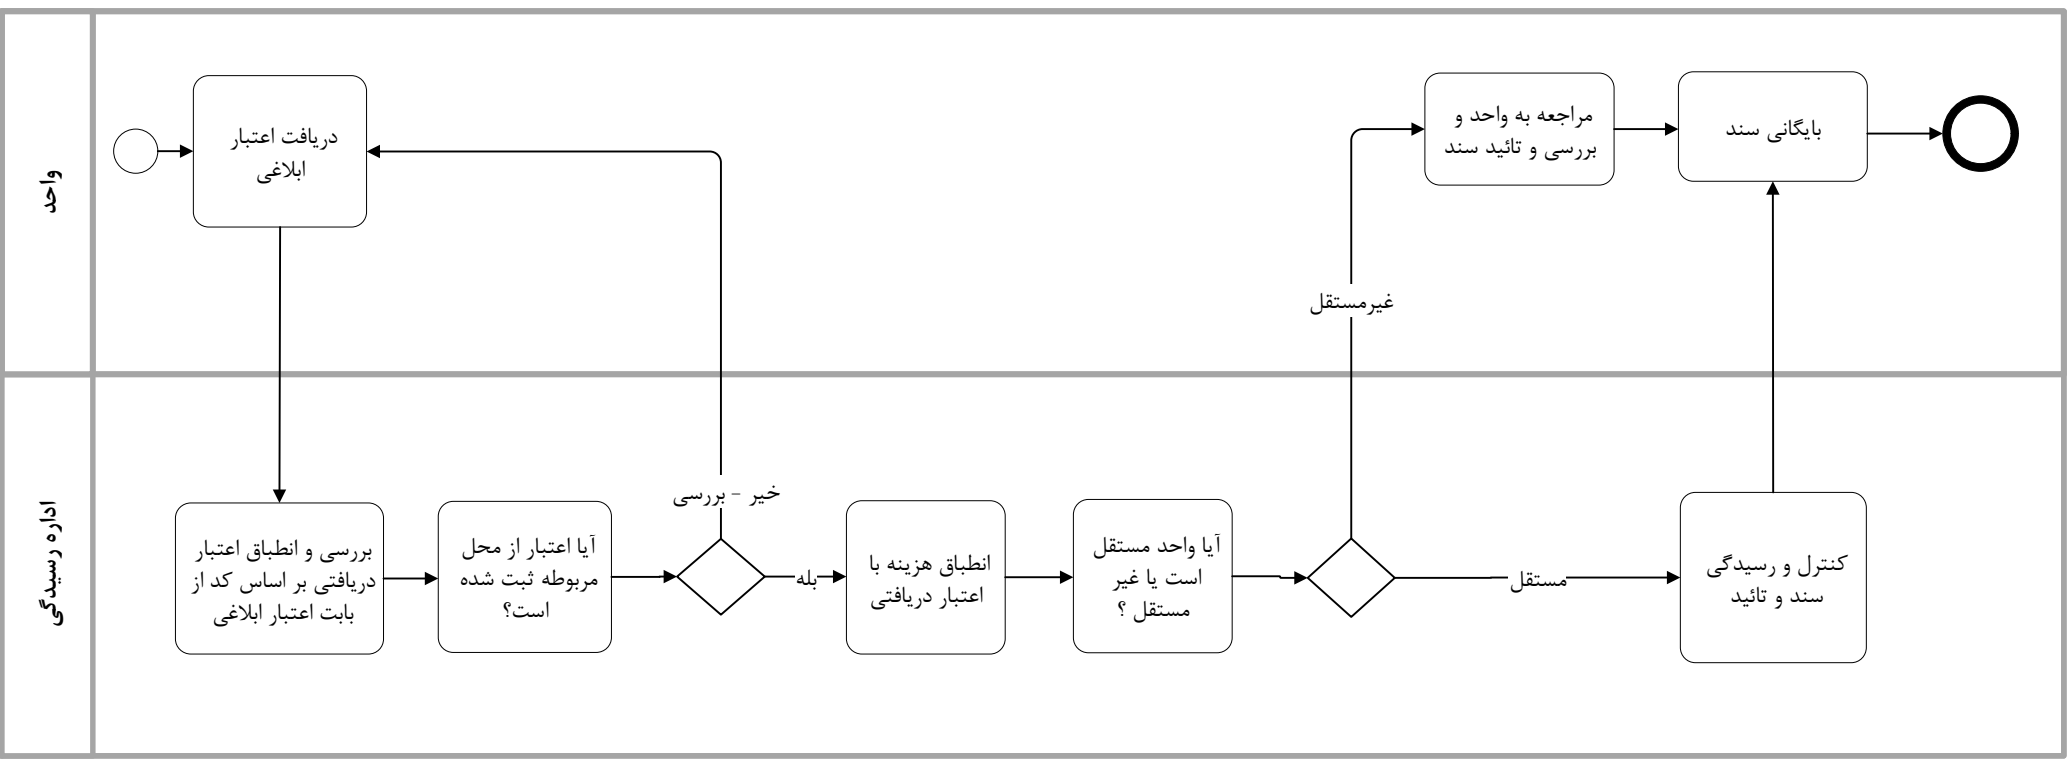 واحد
دریافت اعتبار
ابلاغی
مراجعه به واحد و
بررسی و تائید سند
بایگانی سند
غیرمستقل
اداره رسیدگی
بررسی و انطباق اعتبار
دریافتی بر اساس کد از
بابت اعتبار ابلاغی
آیا اعتبار از محل
مربوطه ثبت شده
است؟
خیر - بررسی
بله
انطباق هزینه با
اعتبار دریافتی
آیا واحد مستقل
است یا غیر
مستقل ؟
مستقل
کنترل و رسیدگی
سند و تائید